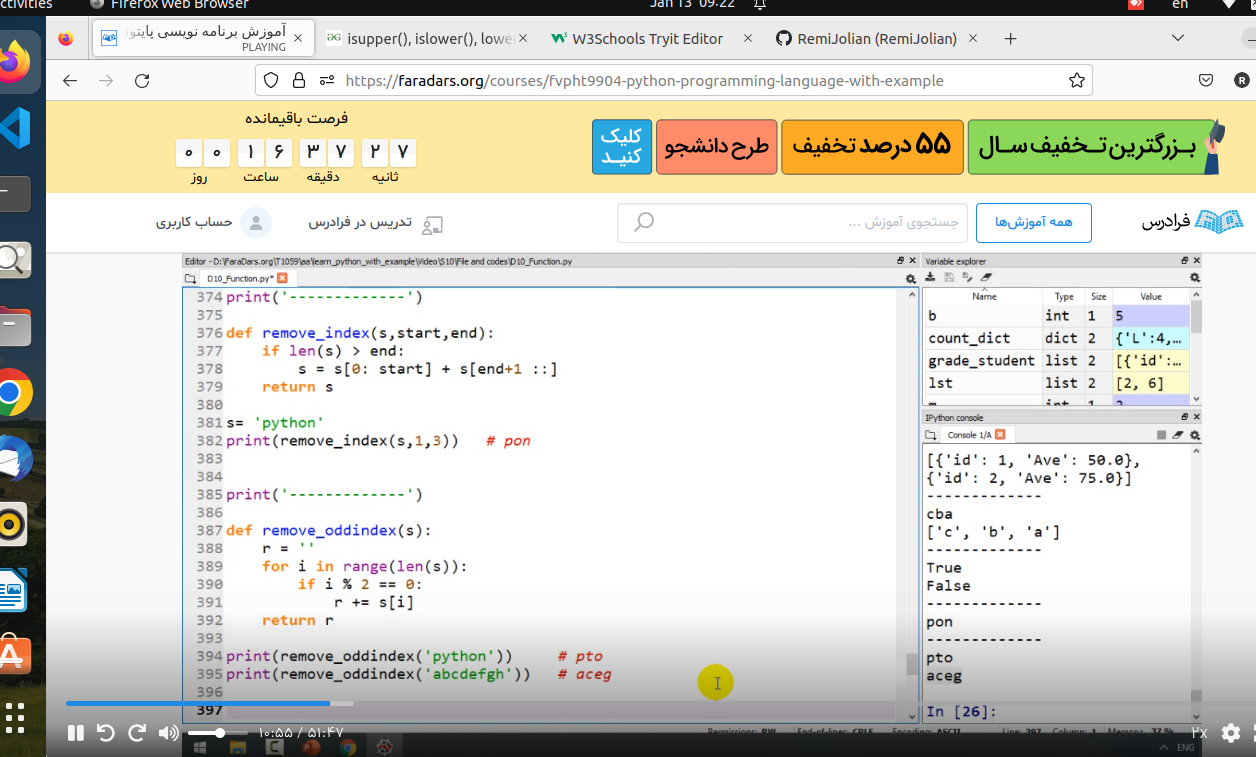 ctivities
Firefox Web Browser
Jan 13 09:22
en
آموزش برنامه نویسی پایتون
PLAYING
isupper(), islower(), lower
W3Schools Tryit Editor
RemiJolian (RemiJolian)
https://faradars.org/courses/fvpht9904-python-programming-language-with-example
R
فرصت باقیمانده
۰ ۰ ۱ ۶ ۳ ۷ ۲ ۷
روز ساعت دقیقه ثانیه
بزرگترین تخفیف سال
۵۵ درصد تخفیف
طرح دانشجو
کلیک
کنید
فرادرس
همه آموزش‌ها
جستجوی آموزش ...
تدریس در فرادرس
حساب کاربری
Editor - D:\FaraDars.org\T1059\aa\learn_python_with_example\Video\S10\File and codes\D10_Function.py
D10_Function.py*
374 print('-------------')
375
376 def remove_index(s,start,end):
377     if len(s) > end:
378         s = s[0: start] + s[end+1 ::]
379     return s
380
381 s= 'python'
382 print(remove_index(s,1,3))   # pon
383
384
385 print('-------------')
386
387 def remove_oddindex(s):
388     r = ''
389     for i in range(len(s)):
390         if i % 2 == 0:
391             r += s[i]
392     return r
393
394 print(remove_oddindex('python'))     # pto
395 print(remove_oddindex('abcdefgh'))   # aceg
396
397
Variable explorer
Name Type Size Value
b int 1 5
count_dict dict 2 {'L':4,...
grade_student list 2 [{'id':...
lst list 2 [2, 6]
m int 1 2
IPython console
Console 1/A
[{'id': 1, 'Ave': 50.0},
{'id': 2, 'Ave': 75.0}]
-------------
cba
['c', 'b', 'a']
-------------
True
False
-------------
pon
-------------
pto
aceg
In [26]:
Permissions: RW End-of-lines: CRLF Encoding: ASCII Line: 397 Column: 1 Memory: 37 %
۱۰:۵۵ / ۵۱:۴۷
۲x
ENG